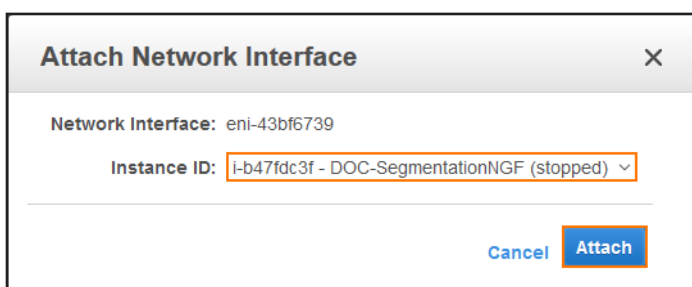 Attach Network Interface
Network Interface: eni-43bf6739
Instance ID: i-b47fdc3f - DOC-SegmentationNGF (stopped)
Cancel Attach